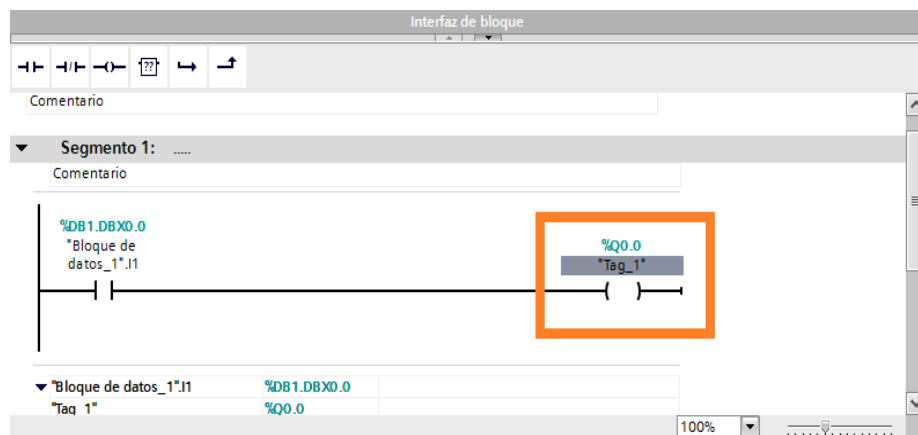 Interfaz de bloque
??
Comentario
Segmento 1: .....
Comentario
%DB1.DBX0.0
"Bloque de
datos_1".I1
%Q0.0
"Tag_1"
"Bloque de datos_1".I1 %DB1.DBX0.0
"Tag_1" %Q0.0
100%